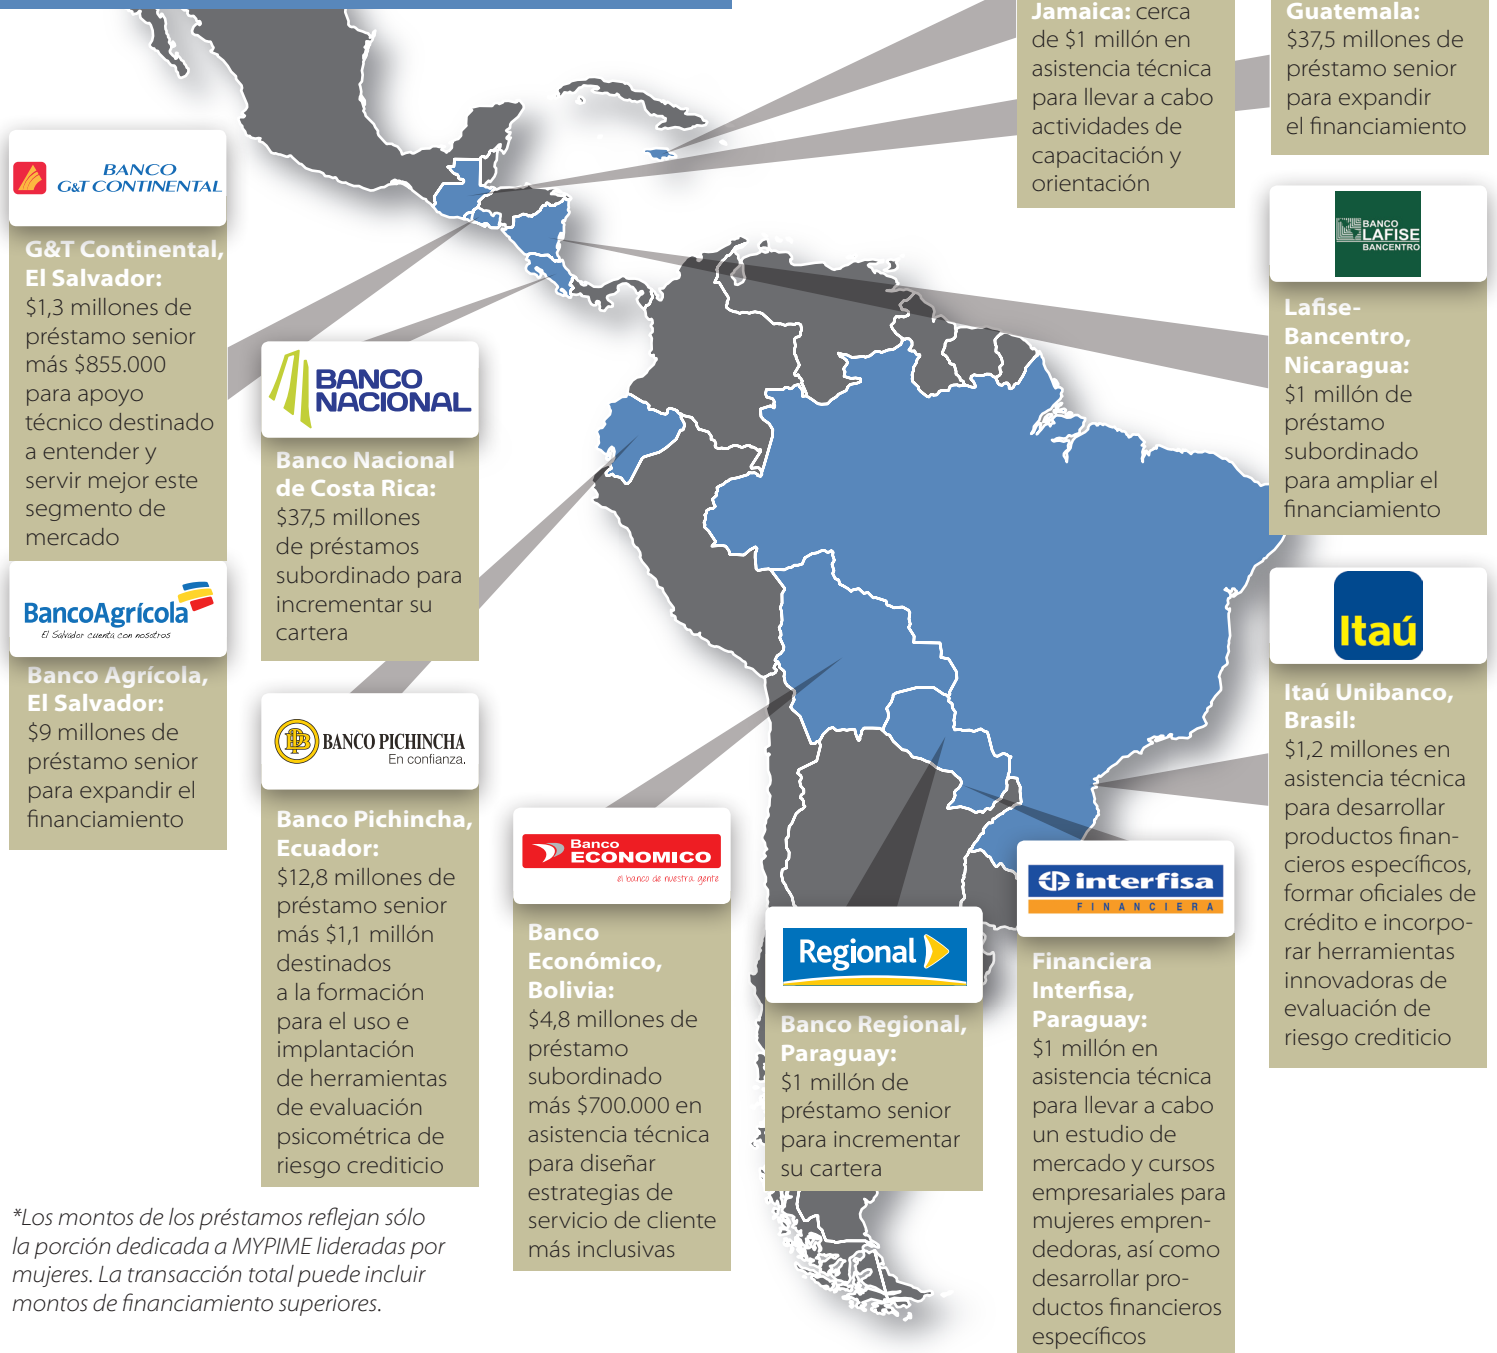 Jamaica: cerca
de $1 millón en
asistencia técnica
para llevar a cabo
actividades de
capacitación y
orientación
Guatemala:
$37,5 millones de
préstamo senior
para expandir
el financiamiento
BANCO
G&T CONTINENTAL
G&T Continental,
El Salvador:
$1,3 millones de
préstamo senior
más $855.000
para apoyo
técnico destinado
a entender y
servir mejor este
segmento de
mercado
BancoAgrícola
El Salvador cuenta con nosotros
Banco Agrícola,
El Salvador:
$9 millones de
préstamo senior
para expandir el
financiamiento
BANCO
NACIONAL
Banco Nacional
de Costa Rica:
$37,5 millones
de préstamos
subordinado para
incrementar su
cartera
BANCO PICHINCHA
En confianza.
Banco Pichincha,
Ecuador:
$12,8 millones de
préstamo senior
más $1,1 millón
destinados
a la formación
para el uso e
implantación
de herramientas
de evaluación
psicométrica de
riesgo crediticio
Banco
ECONOMICO
el banco de nuestra gente
Banco
Económico,
Bolivia:
$4,8 millones de
préstamo
subordinado
más $700.000 en
asistencia técnica
para diseñar
estrategias de
servicio de cliente
más inclusivas
Regional
Banco Regional,
Paraguay:
$1 millón de
préstamo senior
para incrementar
su cartera
interfisa
FINANCIERA
Financiera
Interfisa,
Paraguay:
$1 millón en
asistencia técnica
para llevar a cabo
un estudio de
mercado y cursos
empresariales para
mujeres empren-
dedoras, así como
desarrollar pro-
ductos financieros
específicos
BANCO
LAFISE
BANCENTRO
Lafise-
Bancentro,
Nicaragua:
$1 millón de
préstamo
subordinado
para ampliar el
financiamiento
Itaú
Itaú Unibanco,
Brasil:
$1,2 millones en
asistencia técnica
para desarrollar
productos finan-
cieros específicos,
formar oficiales de
crédito e incorpo-
rar herramientas
innovadoras de
evaluación de
riesgo crediticio
*Los montos de los préstamos reflejan sólo
la porción dedicada a MYPIME lideradas por
mujeres. La transacción total puede incluir
montos de financiamiento superiores.